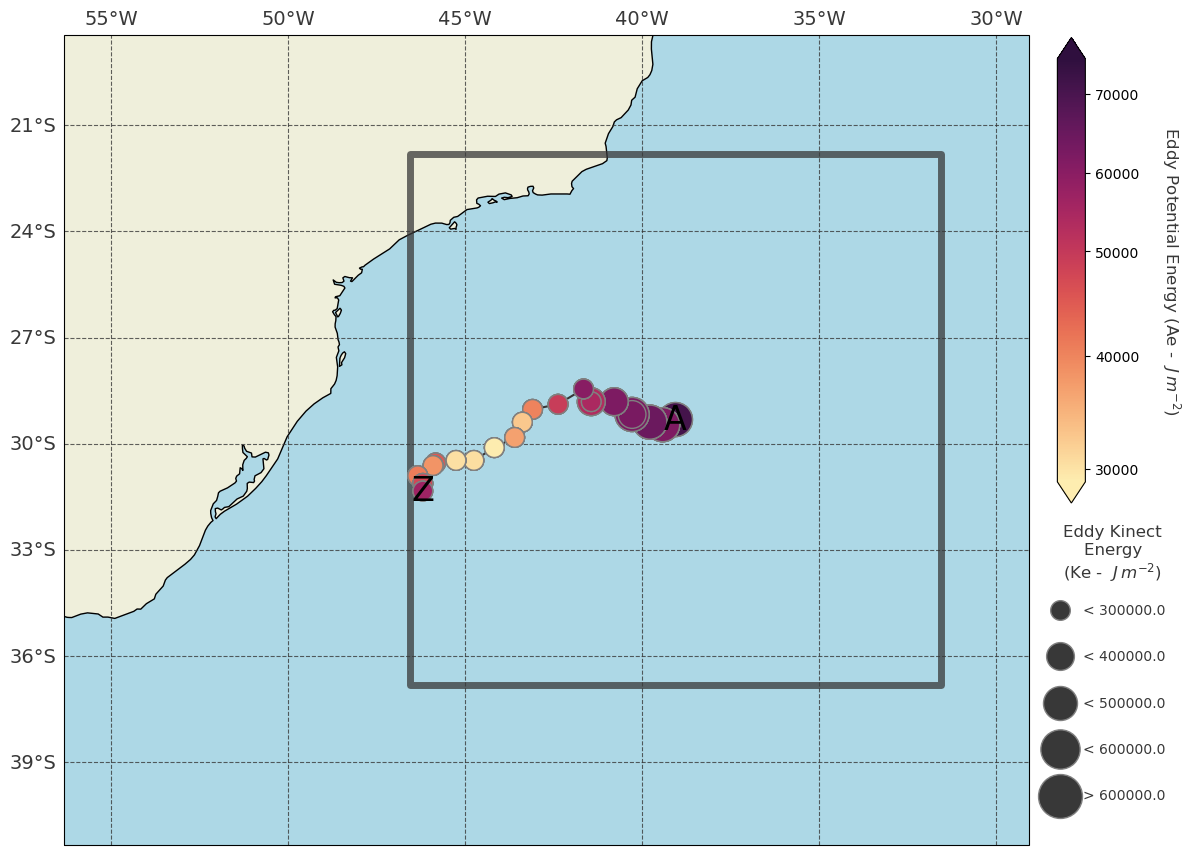 55°W 50°W 45°W 40°W 35°W 30°W
21°S
24°S
27°S
30°S
33°S
36°S
39°S
A
Z
70000
60000
50000
40000
30000
Eddy Potential Energy (Ae - J m⁻²)
Eddy Kinect
Energy
(Ke - J m⁻²)
< 300000.0
< 400000.0
< 500000.0
< 600000.0
> 600000.0